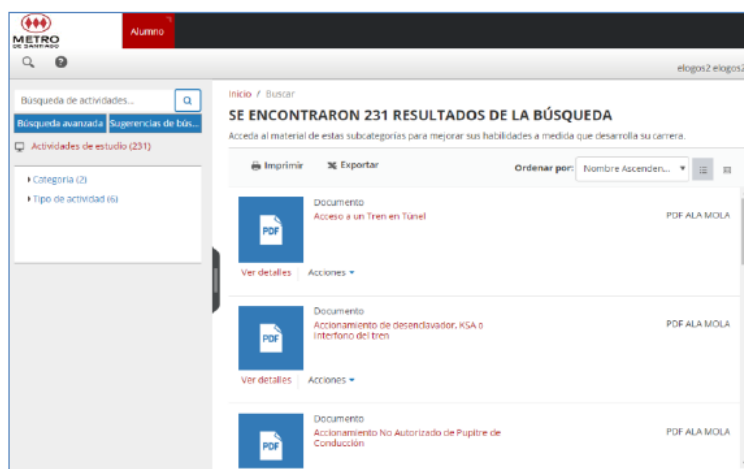 METRO
DE SANTIAGO
Alumno
elogos2 elogos2
Búsqueda de actividades...
Búsqueda avanzada Sugerencias de bús...
Actividades de estudio (231)
Categoría (2)
Tipo de actividad (6)
Inicio / Buscar
SE ENCONTRARON 231 RESULTADOS DE LA BÚSQUEDA
Acceda al material de estas subcategorías para mejorar sus habilidades a medida que desarrolla su carrera.
Imprimir Exportar Ordenar por: Nombre Ascenden...
Documento
Acceso a un Tren en Túnel PDF ALA MOLA
PDF
Ver detalles Acciones
Documento
Accionamiento de desenclavador, KSA o PDF ALA MOLA
Interfono del tren
PDF
Ver detalles Acciones
Documento
Accionamiento No Autorizado de Pupitre de PDF ALA MOLA
Conducción
PDF